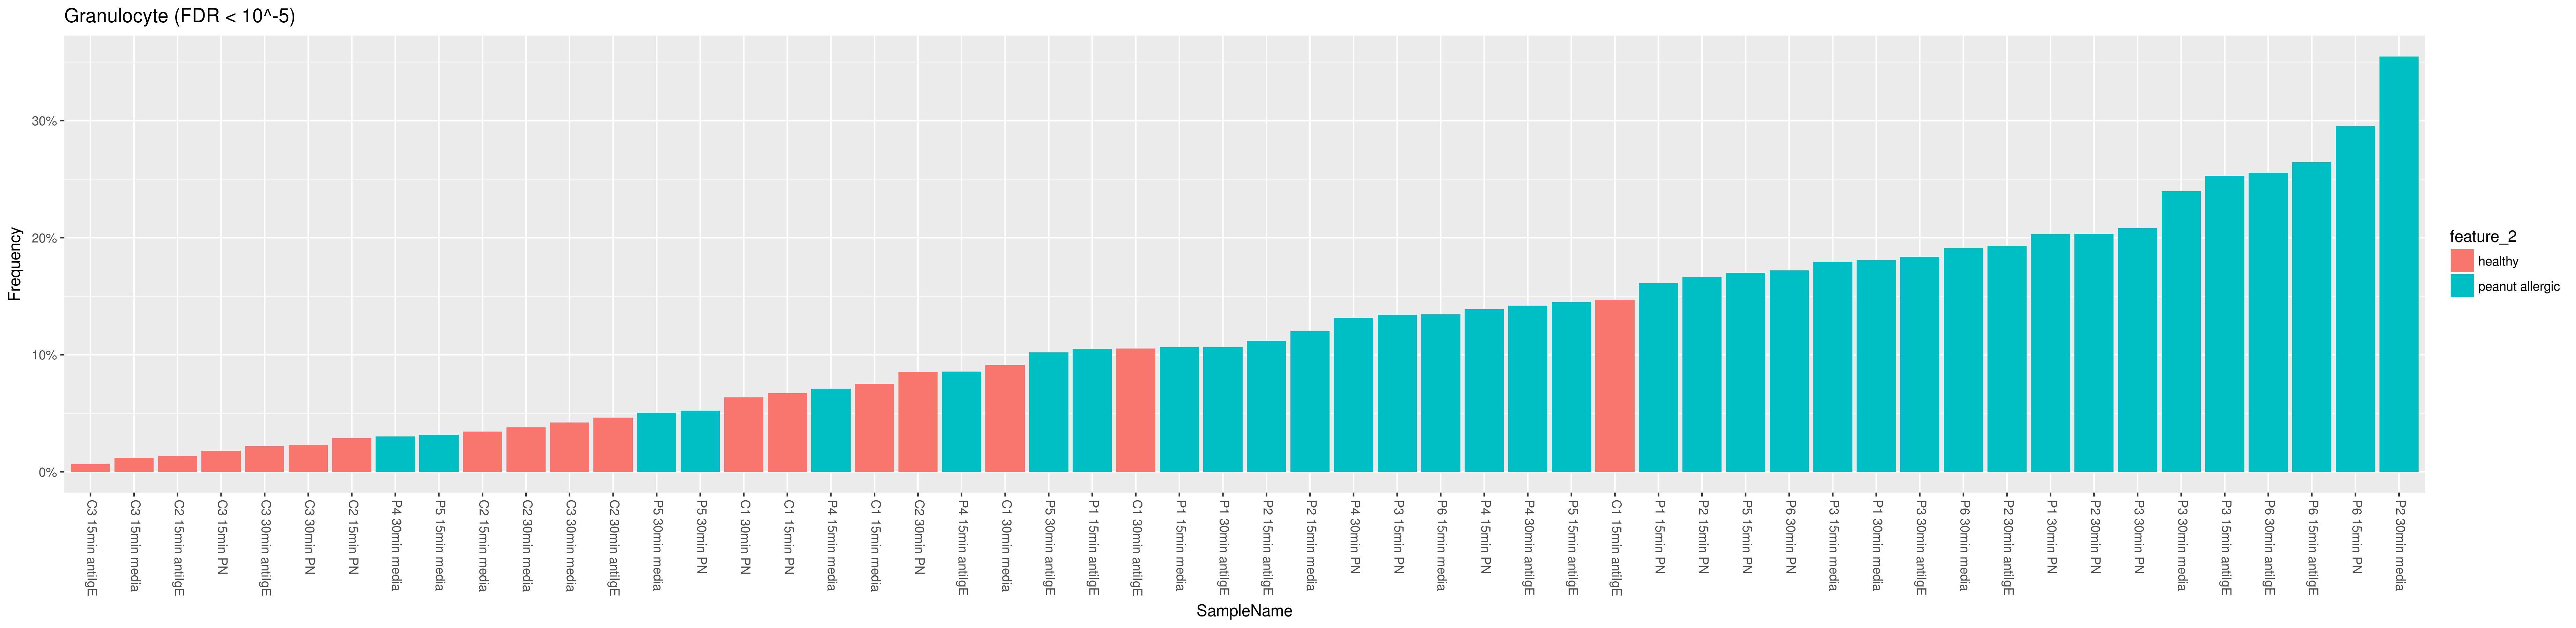 Granulocyte (FDR < 10^-5)
Frequency
30%
20%
10%
0%
C3 15min antiIgE
C3 15min media
C2 15min antiIgE
C3 15min PN
C3 30min antiIgE
C3 30min PN
C2 15min PN
P4 30min media
P5 15min media
C2 15min media
C2 30min media
C3 30min media
C2 30min antiIgE
P5 30min media
P5 30min PN
C1 30min PN
C1 15min PN
P4 15min media
C1 15min media
C2 30min PN
P4 15min antiIgE
C1 30min media
P5 30min antiIgE
P1 15min antiIgE
C1 30min antiIgE
P1 15min media
P1 30min antiIgE
P2 15min antiIgE
P2 15min media
P4 30min PN
P3 15min PN
P6 15min media
P4 15min PN
P4 30min antiIgE
P5 15min antiIgE
C1 15min antiIgE
P1 15min PN
P2 15min PN
P5 15min PN
P6 30min PN
P3 15min media
P1 30min media
P3 30min antiIgE
P6 30min media
P2 30min antiIgE
P1 30min PN
P2 30min PN
P3 30min PN
P3 30min media
P3 15min antiIgE
P6 30min antiIgE
P6 15min antiIgE
P6 15min PN
P2 30min media
SampleName
feature_2
healthy
peanut allergic